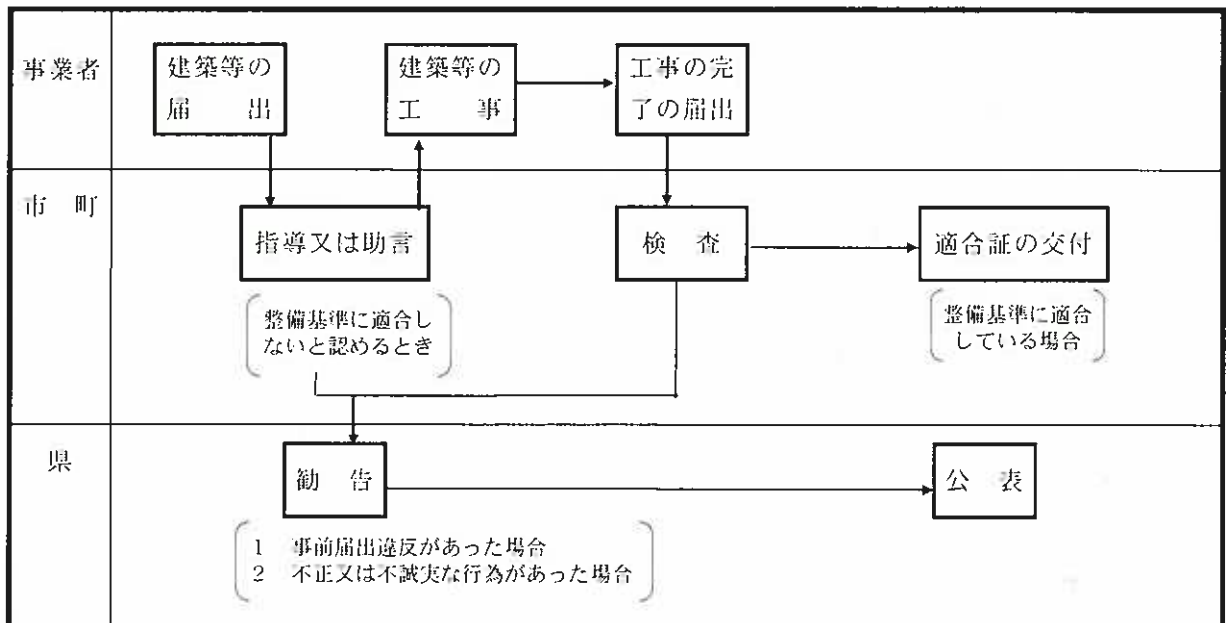 事業者
建築等の
届　出
建築等の
工　事
工事の完
了の届出
市　町
指導又は助言
検　査
適合証の交付
整備基準に適合し
ないと認めるとき
整備基準に適合
している場合
県
勧　告
公　表
1　事前届出違反があった場合
2　不正又は不誠実な行為があった場合